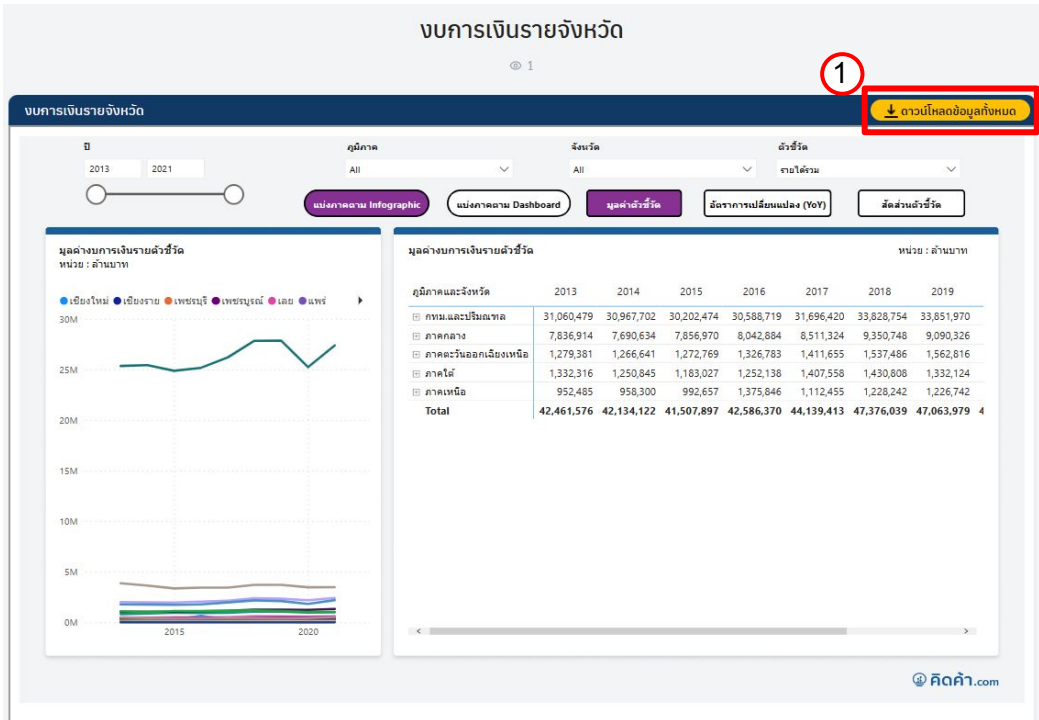 งบการเงินรายจังหวัด
1
1
งบการเงินรายจังหวัด
ดาวน์โหลดข้อมูลทั้งหมด
ปี ภูมิภาค จังหวัด ตัวชี้วัด
2013 2021 All All รายได้รวม
แบ่งภาคตาม Infographic แบ่งภาคตาม Dashboard มูลค่าตัวชี้วัด อัตราการเปลี่ยนแปลง (YoY) สัดส่วนตัวชี้วัด
มูลค่างบการเงินรายตัวชี้วัด
หน่วย : ล้านบาท
เชียงใหม่ เชียงราย เพชรบุรี เพชรบูรณ์ เลย แพร่
30M
25M
20M
15M
10M
5M
0M
2015 2020
มูลค่างบการเงินรายตัวชี้วัด หน่วย : ล้านบาท
ภูมิภาคและจังหวัด 2013 2014 2015 2016 2017 2018 2019
กทม.และปริมณฑล 31,060,479 30,967,702 30,202,474 30,588,719 31,696,420 33,828,754 33,851,970
ภาคกลาง 7,836,914 7,690,634 7,856,970 8,042,884 8,511,324 9,350,748 9,090,326
ภาคตะวันออกเฉียงเหนือ 1,279,381 1,266,641 1,272,769 1,326,783 1,411,655 1,537,486 1,562,816
ภาคใต้ 1,332,316 1,250,845 1,183,027 1,252,138 1,407,558 1,430,808 1,332,124
ภาคเหนือ 952,485 958,300 992,657 1,375,846 1,112,455 1,228,242 1,226,742
Total 42,461,576 42,134,122 41,507,897 42,586,370 44,139,413 47,376,039 47,063,979 4
คิดค้า.com